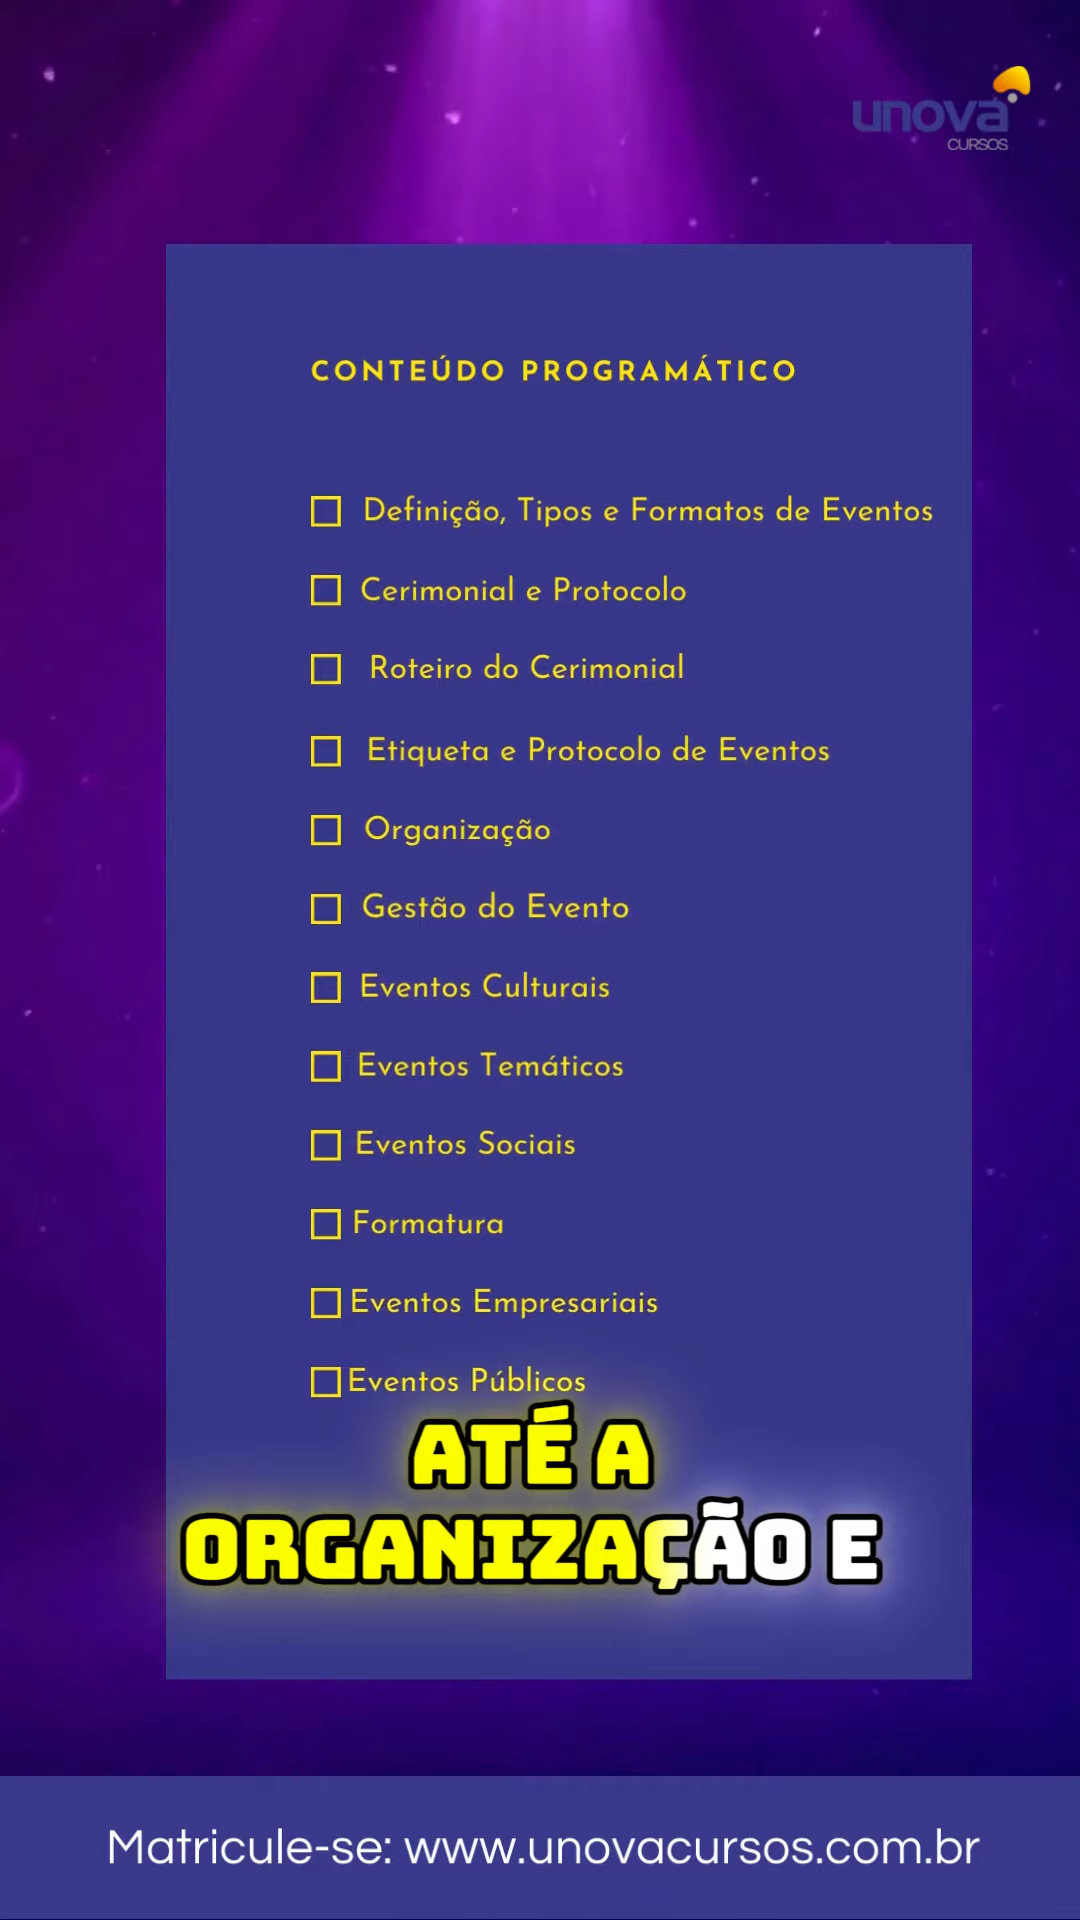 unova
CURSOS
CONTEÚDO PROGRAMÁTICO
Definição, Tipos e Formatos de Eventos
Cerimonial e Protocolo
Roteiro do Cerimonial
Etiqueta e Protocolo de Eventos
Organização
Gestão do Evento
Eventos Culturais
Eventos Temáticos
Eventos Sociais
Formatura
Eventos Empresariais
Eventos Públicos
ATÉ A
ORGANIZAÇÃO E
Matricule-se: www.unovacursos.com.br